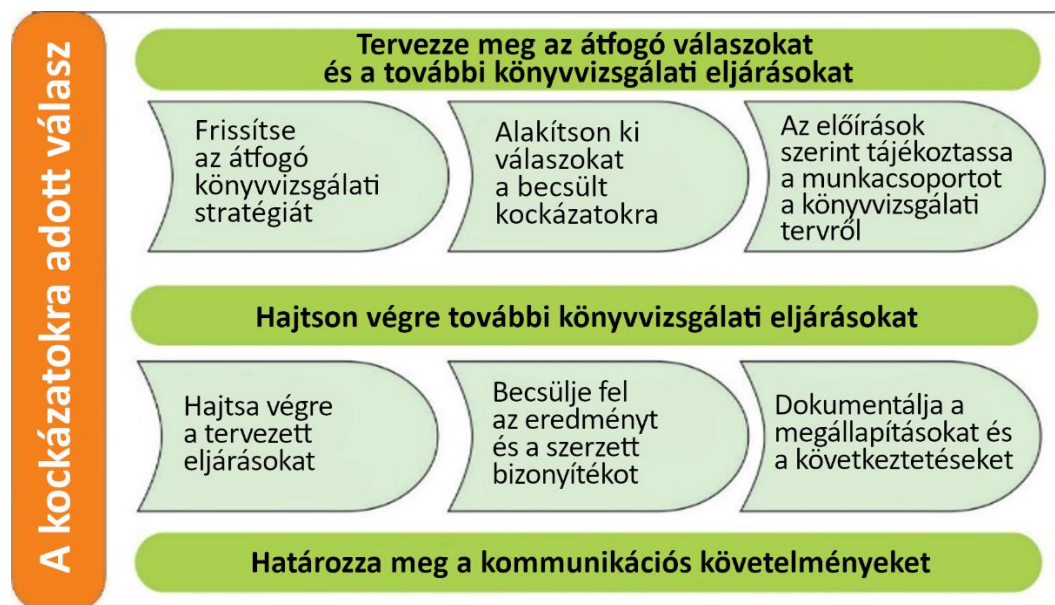 A kockázatokra adott válasz
Tervezze meg az átfogó válaszokat
és a további könyvvizsgálati eljárásokat
Frissítse
az átfogó
könyvvizsgálati
stratégiát
Alakítson ki
válaszokat
a becsült
kockázatokra
Az előírások
szerint tájékoztassa
a munkacsoportot
a könyvvizsgálati
tervről
Hajtson végre további könyvvizsgálati eljárásokat
Hajtsa végre
a tervezett
eljárásokat
Becsülje fel
az eredményt
és a szerzett
bizonyítékot
Dokumentálja a
megállapításokat és
a következtetéseket
Határozza meg a kommunikációs követelményeket